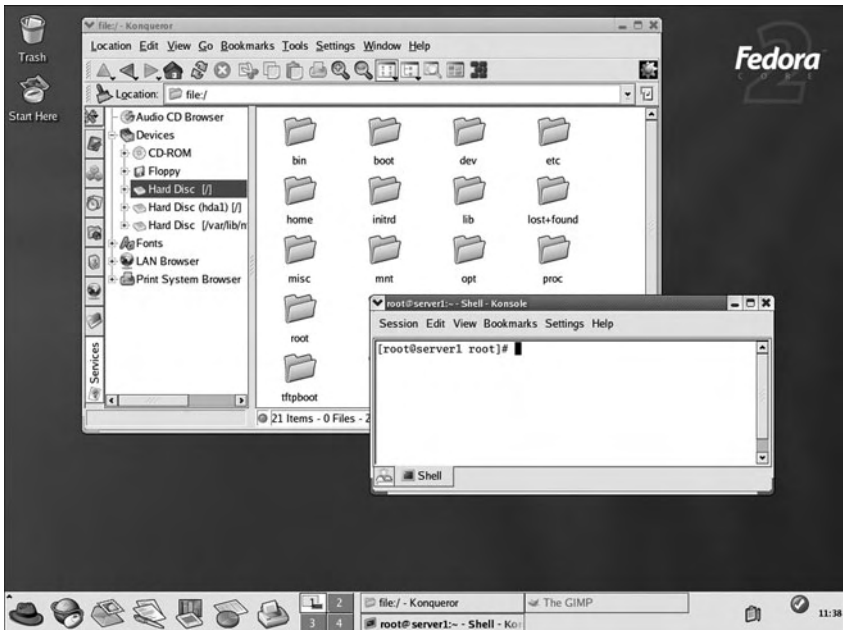 Trash
Start Here
Fedora
CORE
2
file:/ - Konqueror
Location Edit View Go Bookmarks Tools Settings Window Help
Location: file:/
Audio CD Browser
Devices
CD-ROM
Floppy
Hard Disc [/]
Hard Disc (hda1) [/]
Hard Disc [/var/lib/n
Fonts
LAN Browser
Print System Browser
Services
bin boot dev etc
home initrd lib lost+found
misc mnt opt proc
root
tftpboot
21 Items - 0 Files - 2
root@server1:~ - Shell - Konsole
Session Edit View Bookmarks Settings Help
[root@server1 root]#
Shell
1 2
3 4
file:/ - Konqueror
The GIMP
root@server1:~ - Shell - Kon
11:38